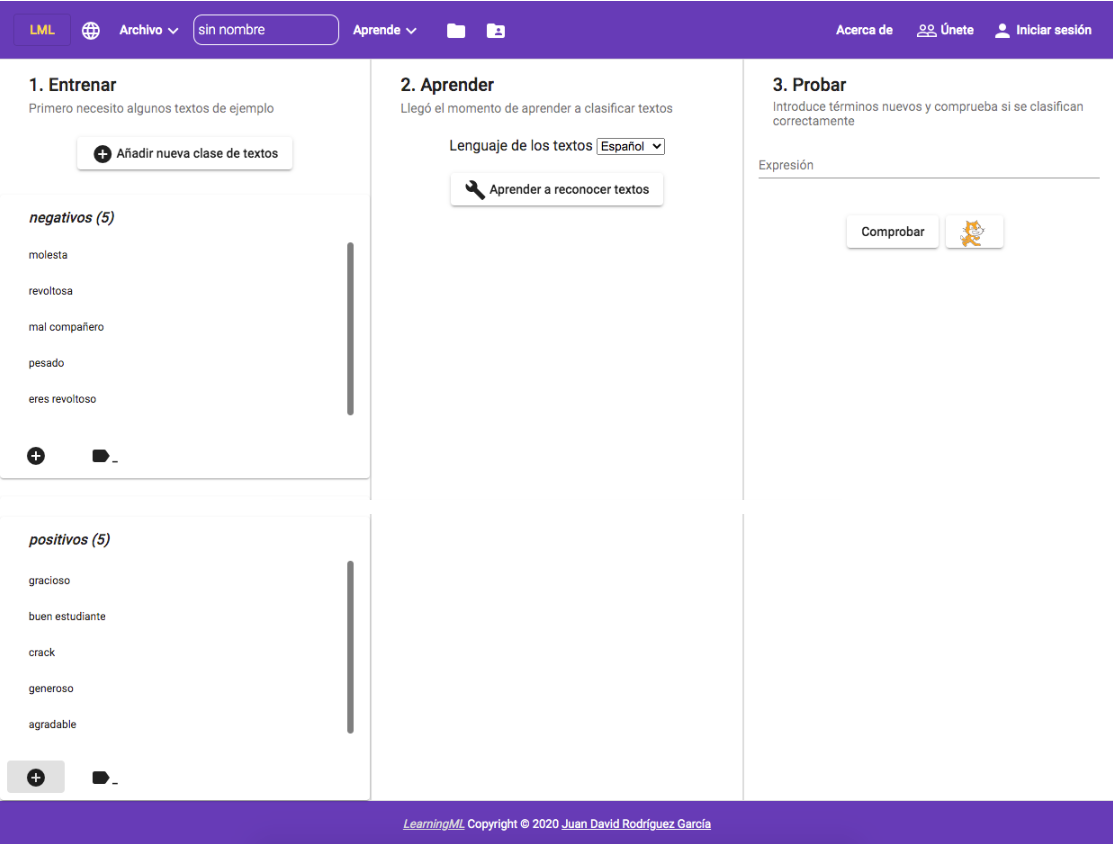 LML Archivo sin nombre Aprende Acerca de Únete Iniciar sesión
1. Entrenar
Primero necesito algunos textos de ejemplo
Añadir nueva clase de textos
negativos (5)
molesta
revoltosa
mal compañero
pesado
eres revoltoso
positivos (5)
gracioso
buen estudiante
crack
generoso
agradable
2. Aprender
Llegó el momento de aprender a clasificar textos
Lenguaje de los textos Español
Aprender a reconocer textos
3. Probar
Introduce términos nuevos y comprueba si se clasifican
correctamente
Expresión
Comprobar
LearningML Copyright © 2020 Juan David Rodríguez García